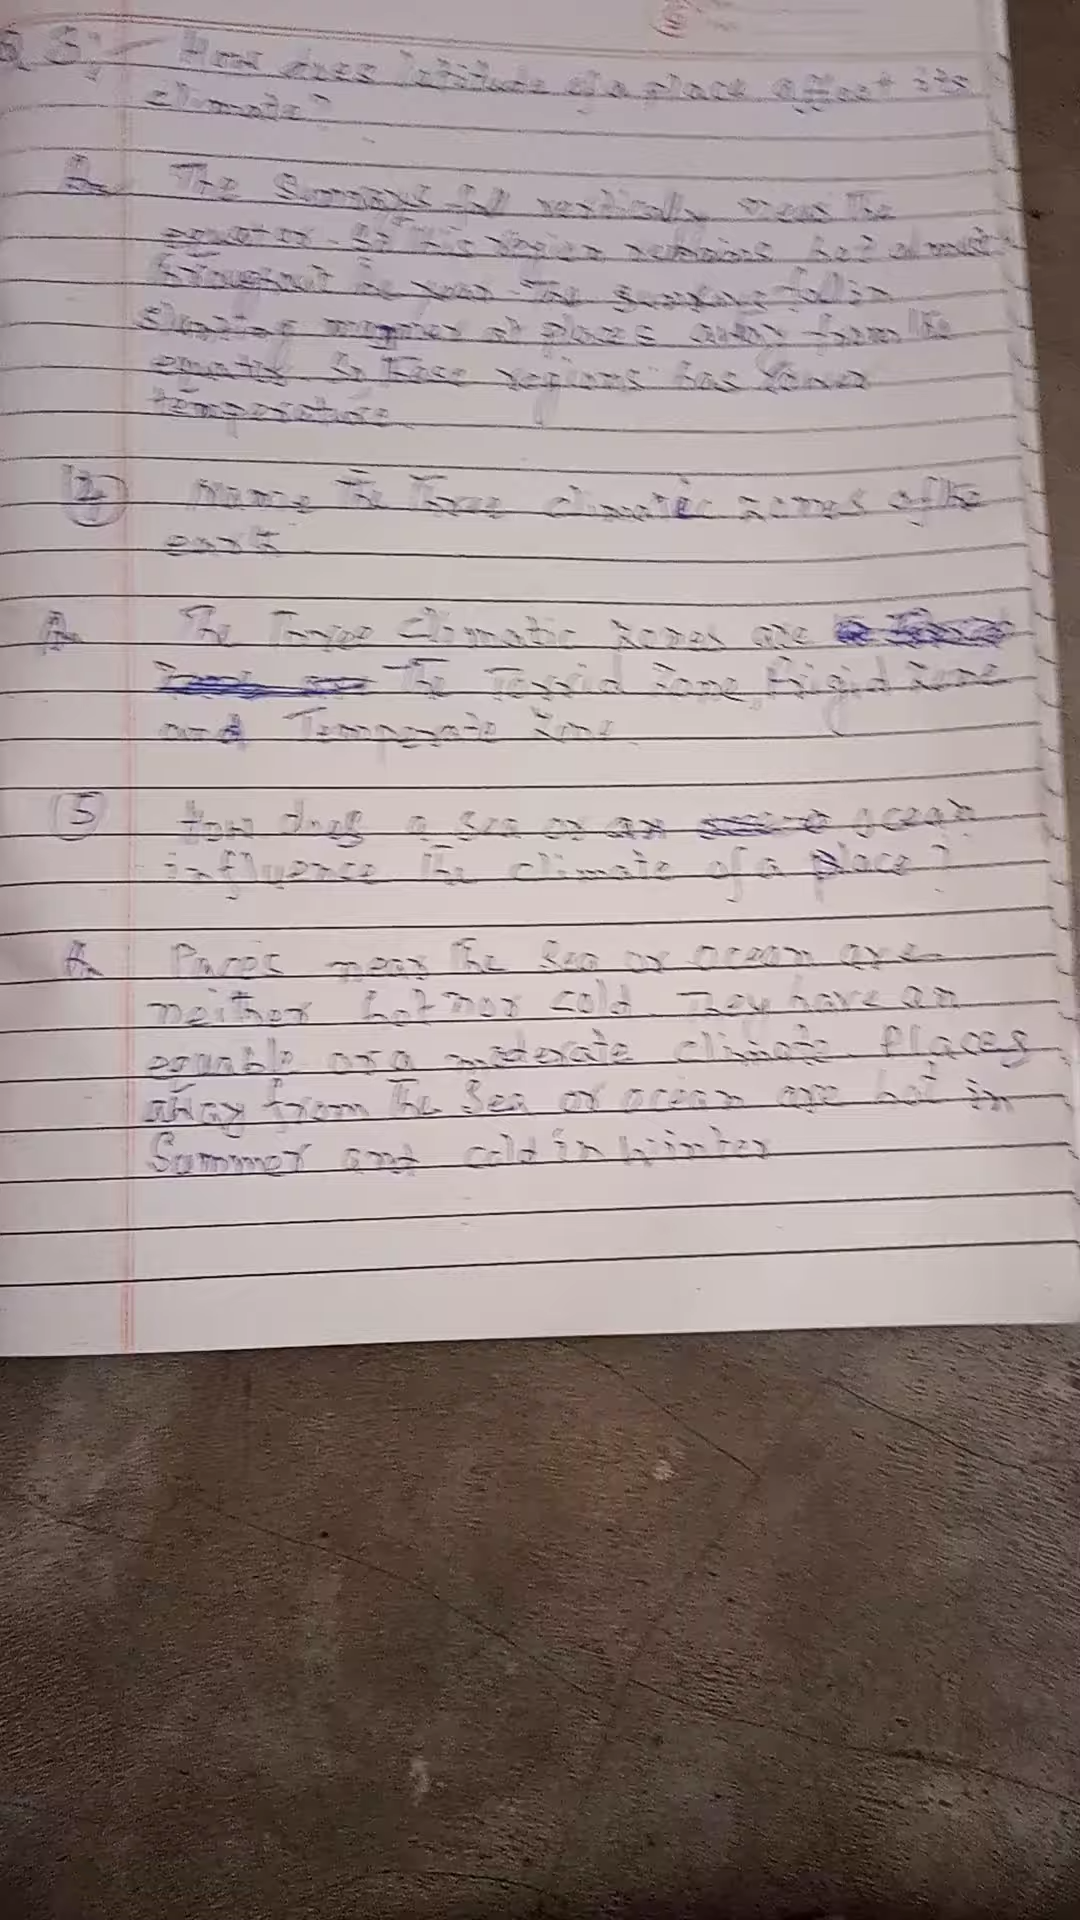 Q 3:- How does latitude of a place affect its
climate?
A. The Sunrays fall vertically near the
equator. So this region remains hot almost
throughout the year. The sunrays fall in
slanting manner at places away from the
equator So these regions has lower
temperature
4 Name the Three climatic zones of the
earth
A. The Three Climatic zones are
The Torrid Zone, Frigid Zone
and Temperate Zone
5 How does a sea or an ocean
influence the climate of a place?
A. Paces near the Sea or ocean are
neither hot nor cold. They have an
equable or a moderate climate. Places
away from the Sea or ocean are hot in
Summer and cold in winter